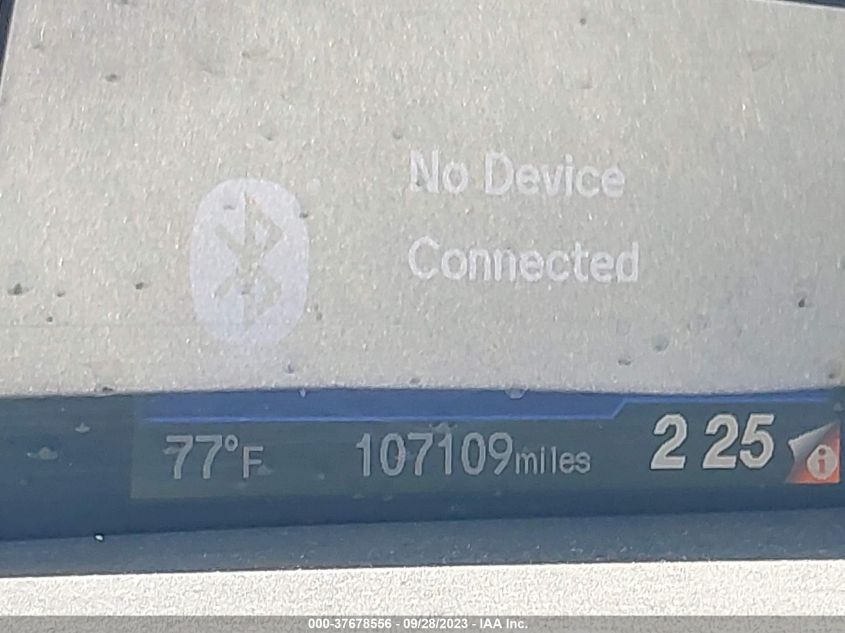 No Device
Connected
77°F 107109miles 2 25 i
000-37678556 - 09/28/2023 - IAA Inc.